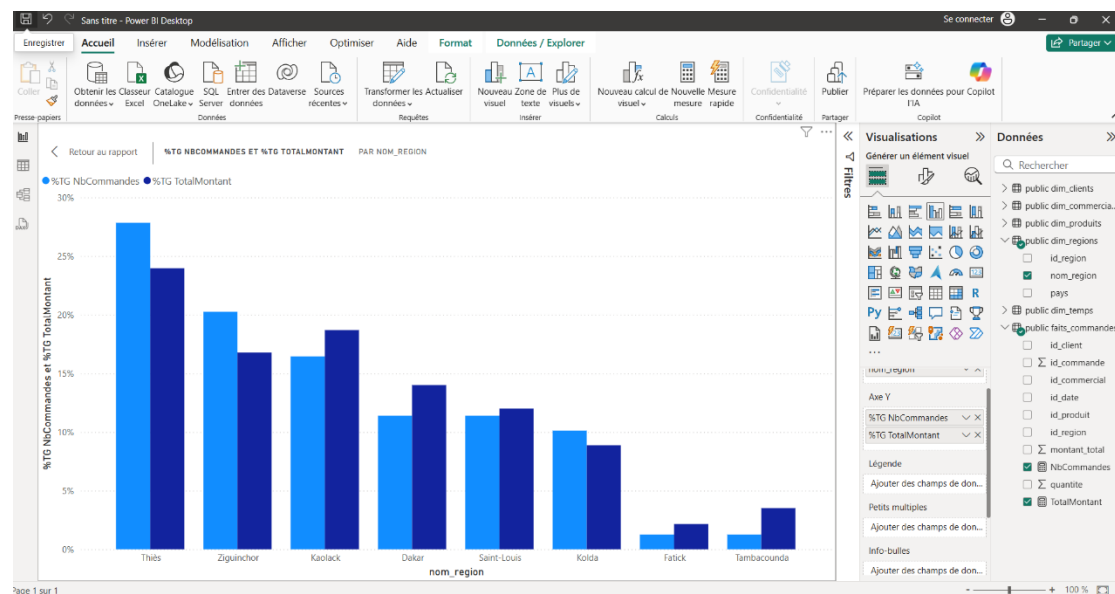 Sans titre - Power BI Desktop
Se connecter
Enregistrer
Accueil
Insérer
Modélisation
Afficher
Optimiser
Aide
Format
Données / Explorer
Partager
Coller
Obtenir les données
Classeur Excel
Catalogue OneLake
SQL Server
Entrer des données
Dataverse
Sources récentes
Transformer les données
Actualiser
Nouveau visuel
Zone de texte
Plus de visuels
Nouveau calcul de visuel
Nouvelle mesure
Mesure rapide
Confidentialité
Publier
Préparer les données pour l'IA
Copilot
Presse-papiers
Données
Requêtes
Insérer
Calculs
Confidentialité
Partager
Copilot
Retour au rapport
%TG NBCOMMANDES ET %TG TOTALMONTANT
PAR NOM_REGION
%TG NbCommandes
%TG TotalMontant
30%
25%
20%
15%
10%
5%
0%
%TG NbCommandes et %TG TotalMontant
Thiès
Ziguinchor
Kaolack
Dakar
Saint-Louis
Kolda
Fatick
Tambacounda
nom_region
Filtres
Visualisations
Générer un élément visuel
R
Py
nom_region
Axe Y
%TG NbCommandes
%TG TotalMontant
Légende
Ajouter des champs de don...
Petits multiples
Ajouter des champs de don...
Info-bulles
Ajouter des champs de don...
Données
Rechercher
public dim_clients
public dim_commercia...
public dim_produits
public dim_regions
id_region
nom_region
pays
public dim_temps
public faits_commandes
id_client
id_commande
id_commercial
id_date
id_produit
id_region
montant_total
NbCommandes
quantite
TotalMontant
Page 1 sur 1
100 %